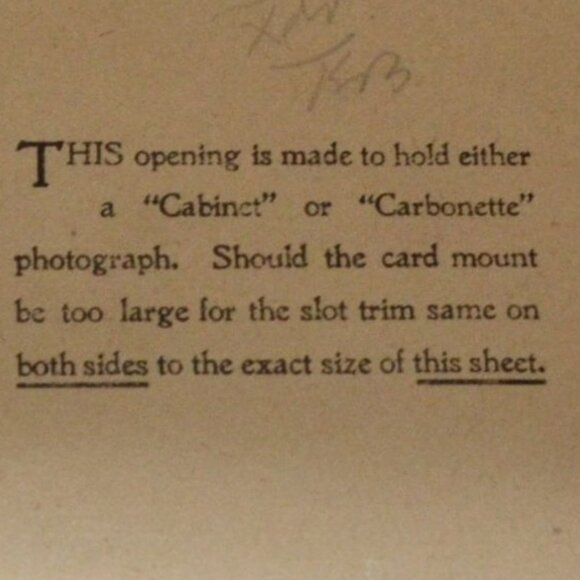 THIS opening is made to hold either
a “Cabinet” or “Carbonette”
photograph. Should the card mount
be too large for the slot trim same on
both sides to the exact size of this sheet.